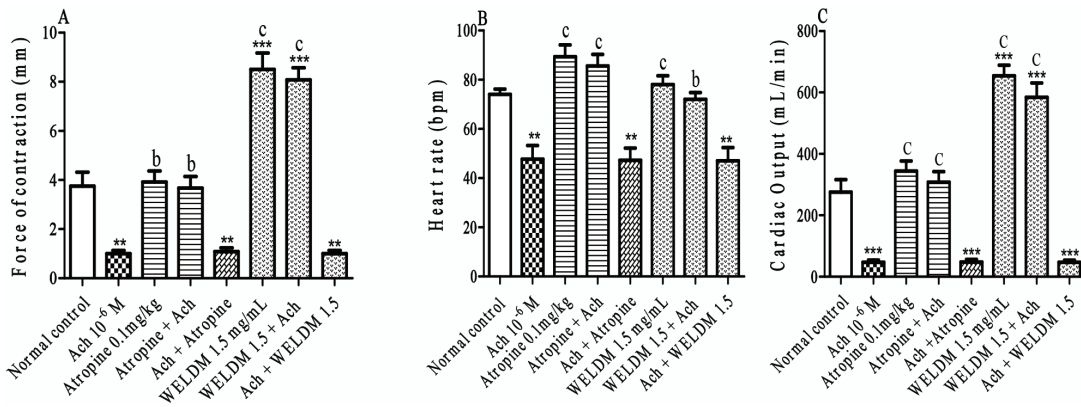 A
Force of contraction (mm)
10
8
6
4
2
0
**
b
b
**
c
***
c
***
**
Normal control
Ach 10⁻⁶ M
Atropine 0.1mg/kg
Atropine + Ach
Ach + Atropine
WELDM 1.5 mg/mL
WELDM 1.5 + Ach
Ach + WELDM 1.5
B
Heart rate (bpm)
100
80
60
40
20
0
**
c
c
**
c
b
**
Normal control
Ach 10⁻⁶ M
Atropine 0.1mg/kg
Atropine + Ach
Ach + Atropine
WELDM 1.5 mg/mL
WELDM 1.5 + Ach
Ach + WELDM 1.5
C
Cardiac Output (mL/min)
800
600
400
200
0
***
C
C
***
C
***
C
***
***
Normal control
Ach 10⁻⁶ M
Atropine 0.1mg/kg
Atropine + Ach
Ach +Atropine
WELDM 1.5 mg/mL
WELDM 1.5 + Ach
Ach + WELDM 1.5